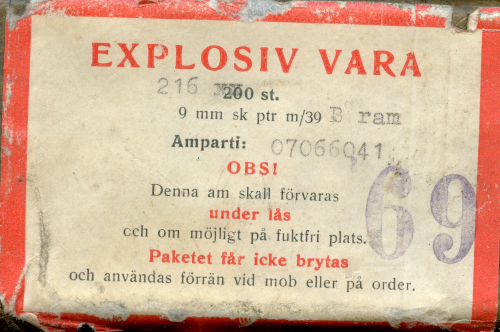 EXPLOSIV VARA
216 xx 200 st.
9 mm sk ptr m/39 B ram
Amparti: 07066041
OBS!
Denna am skall förvaras
under lås
och om möjligt på fuktfri plats.
Paketet får icke brytas
och användas förrän vid mob eller på order.
69